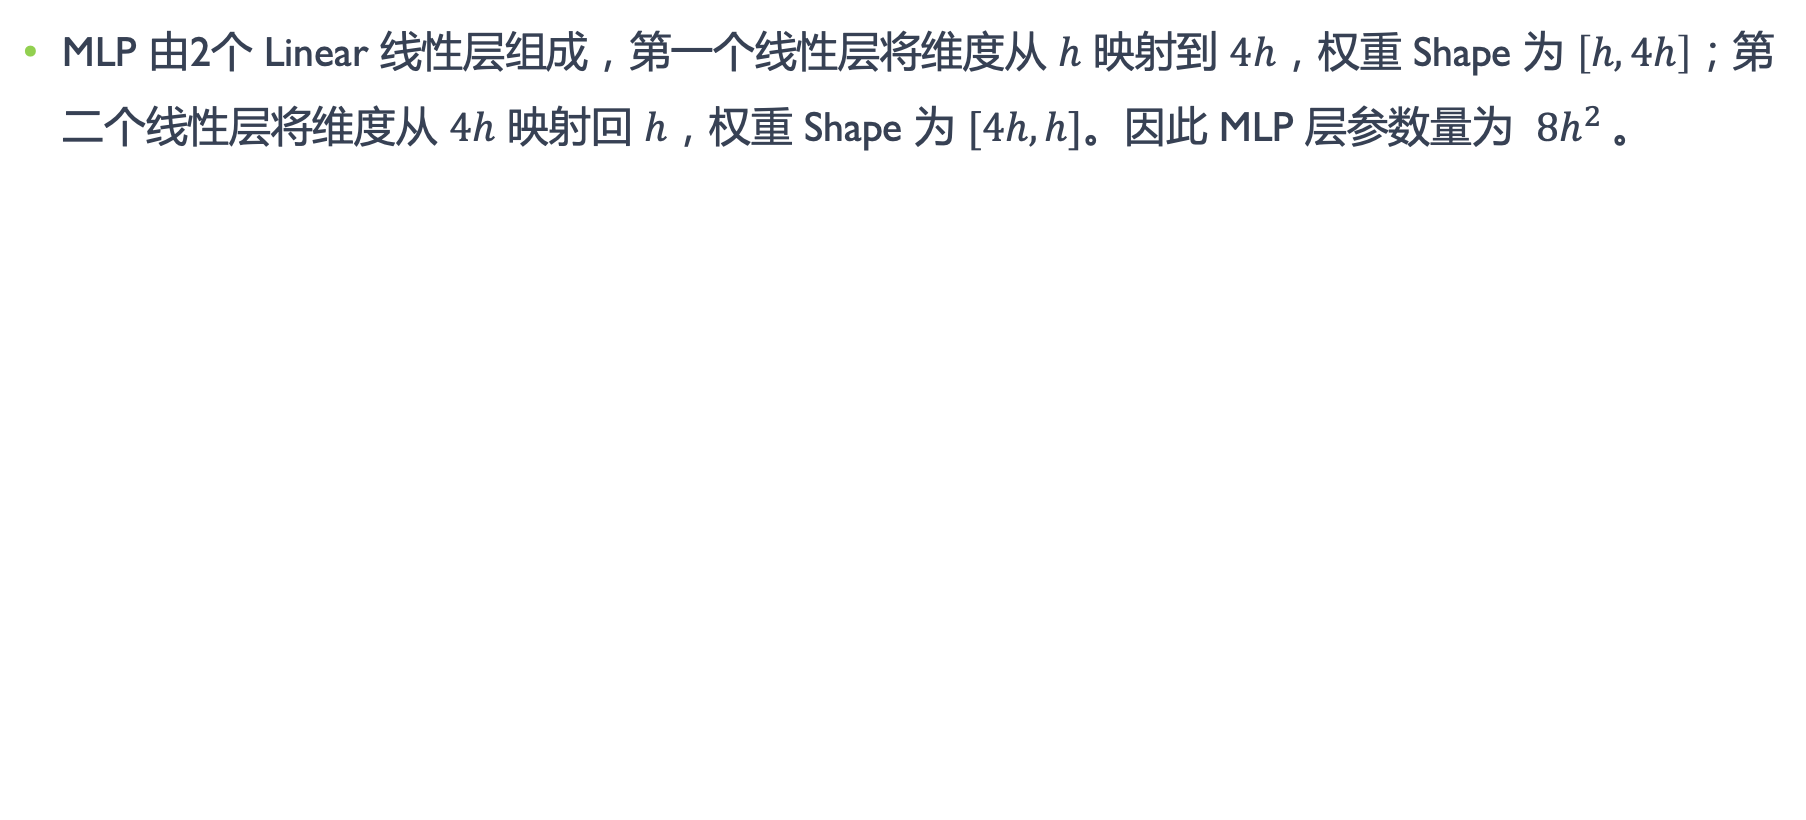 • MLP 由2个 Linear 线性层组成，第一个线性层将维度从 h 映射到 4h，权重 Shape 为 [h, 4h]；第
二个线性层将维度从 4h 映射回 h，权重 Shape 为 [4h, h]。因此 MLP 层参数量为 8h²。